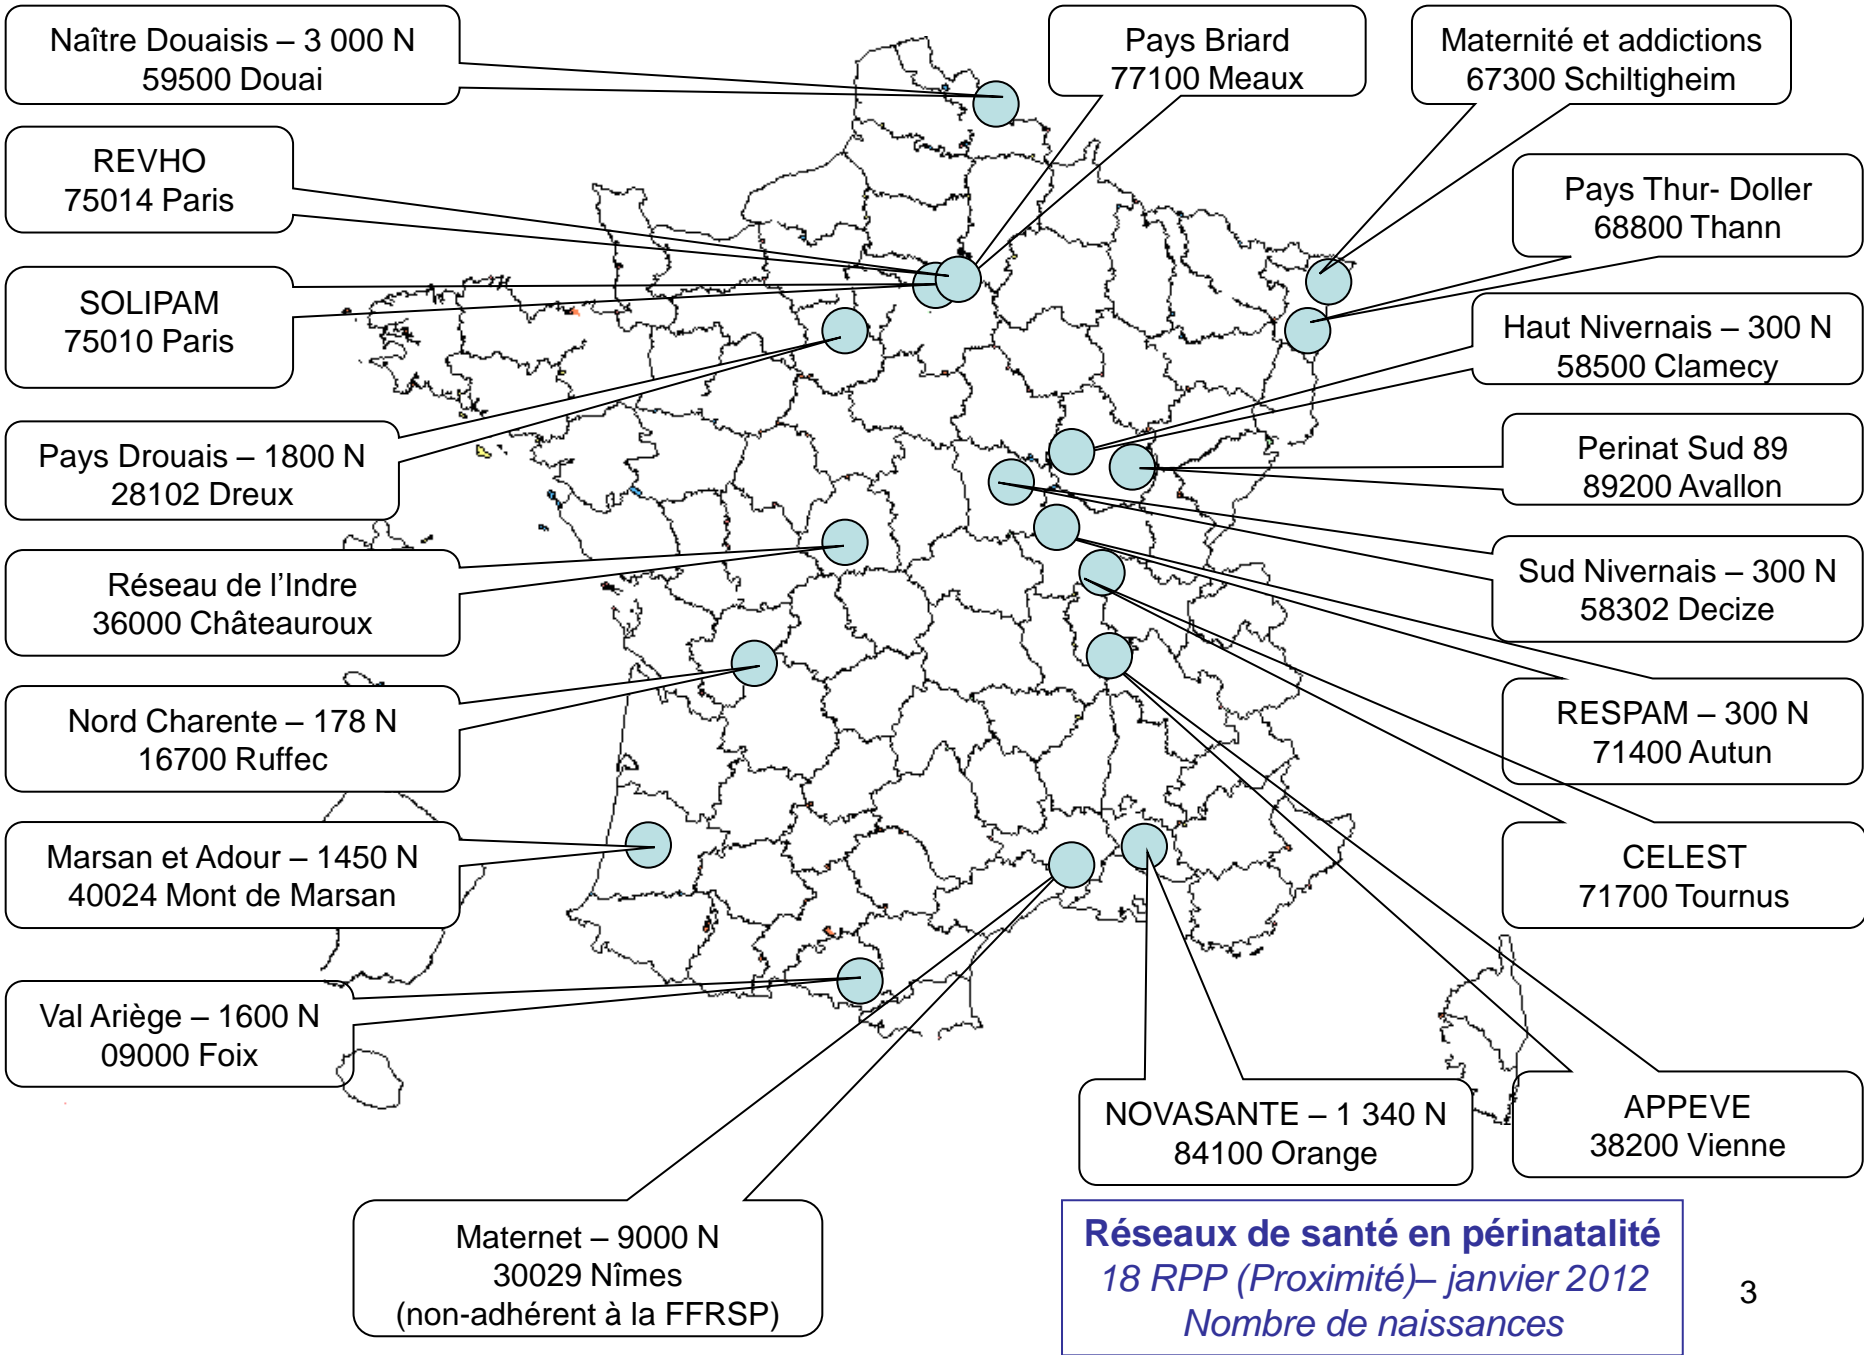 Naître Douaisis – 3 000 N
59500 Douai
Pays Briard
77100 Meaux
Maternité et addictions
67300 Schiltigheim
REVHO
75014 Paris
Pays Thur- Doller
68800 Thann
SOLIPAM
75010 Paris
Haut Nivernais – 300 N
58500 Clamecy
Pays Drouais – 1800 N
28102 Dreux
Perinat Sud 89
89200 Avallon
Réseau de l’Indre
36000 Châteauroux
Sud Nivernais – 300 N
58302 Decize
Nord Charente – 178 N
16700 Ruffec
RESPAM – 300 N
71400 Autun
Marsan et Adour – 1450 N
40024 Mont de Marsan
CELEST
71700 Tournus
Val Ariège – 1600 N
09000 Foix
NOVASANTE – 1 340 N
84100 Orange
APPEVE
38200 Vienne
Maternet – 9000 N
30029 Nîmes
(non-adhérent à la FFRSP)
Réseaux de santé en périnatalité
18 RPP (Proximité)– janvier 2012
Nombre de naissances
3